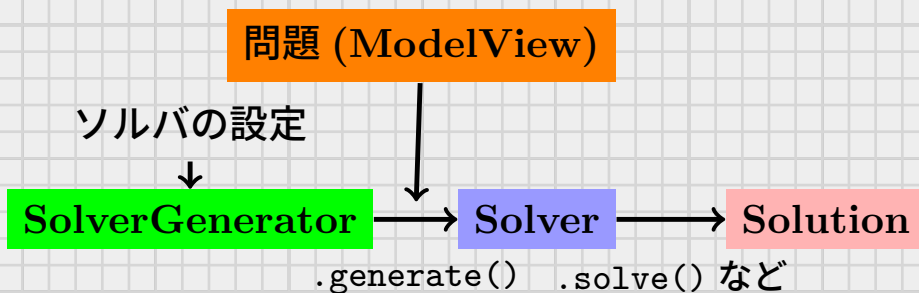 問題 (ModelView)
ソルバの設定
SolverGenerator
Solver
Solution
.generate()
.solve() など